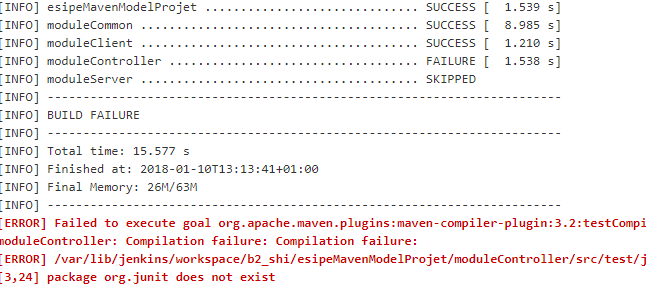 [INFO] esipeMavenModelProjet .............................. SUCCESS [  1.539 s]
[INFO] moduleCommon ....................................... SUCCESS [  8.985 s]
[INFO] moduleClient ....................................... SUCCESS [  1.210 s]
[INFO] moduleController ................................... FAILURE [  1.538 s]
[INFO] moduleServer ....................................... SKIPPED
[INFO] ------------------------------------------------------------------------
[INFO] BUILD FAILURE
[INFO] ------------------------------------------------------------------------
[INFO] Total time: 15.577 s
[INFO] Finished at: 2018-01-10T13:13:41+01:00
[INFO] Final Memory: 26M/63M
[INFO] ------------------------------------------------------------------------
[ERROR] Failed to execute goal org.apache.maven.plugins:maven-compiler-plugin:3.2:testCompi
moduleController: Compilation failure: Compilation failure:
[ERROR] /var/lib/jenkins/workspace/b2_shi/esipeMavenModelProjet/moduleController/src/test/j
[3,24] package org.junit does not exist